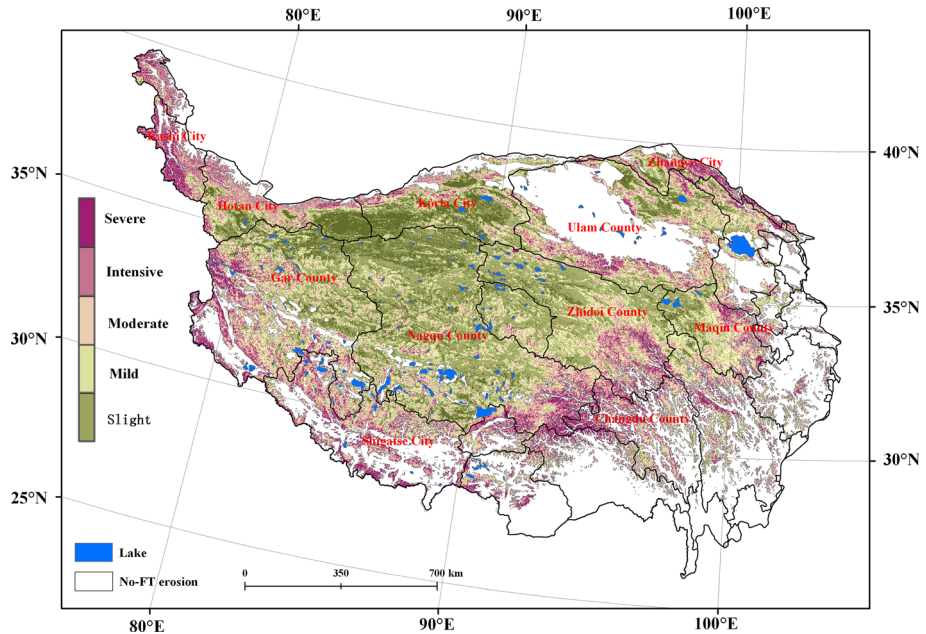 80°E
90°E
100°E
40°N
35°N
35°N
30°N
30°N
25°N
80°E
90°E
100°E
Kashi City
Zhangye City
Hotan City
Korla City
Ulam County
Gar County
Zhidoi County
Nagqu County
Maqin County
Changdu County
Shigatse City
Severe
Intensive
Moderate
Mild
Slight
Lake
No-FT erosion
0 350 700 km